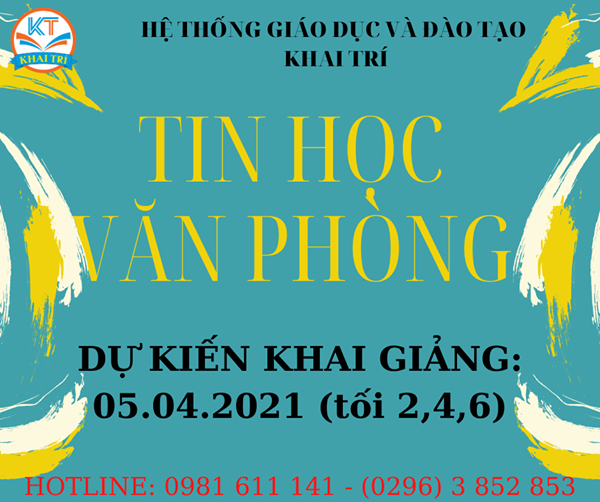 KT
KHAI TRÍ
HỆ THỐNG GIÁO DỤC VÀ ĐÀO TẠO
KHAI TRÍ
TIN HỌC
VĂN PHÒNG
DỰ KIẾN KHAI GIẢNG:
05.04.2021 (tối 2,4,6)
HOTLINE: 0981 611 141 - (0296) 3 852 853